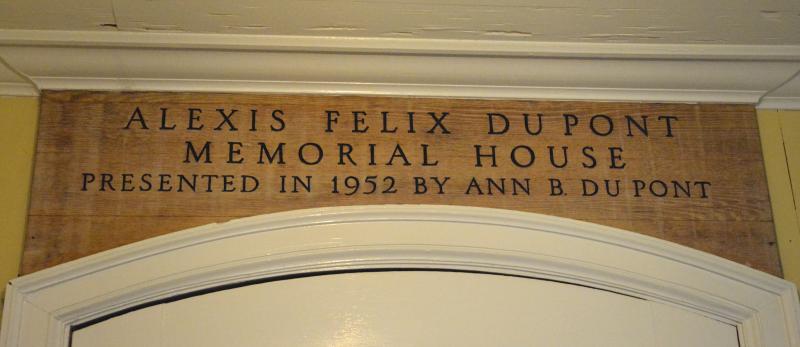 ALEXIS FELIX DU PONT
MEMORIAL HOUSE
PRESENTED IN 1952 BY ANN B. DU PONT